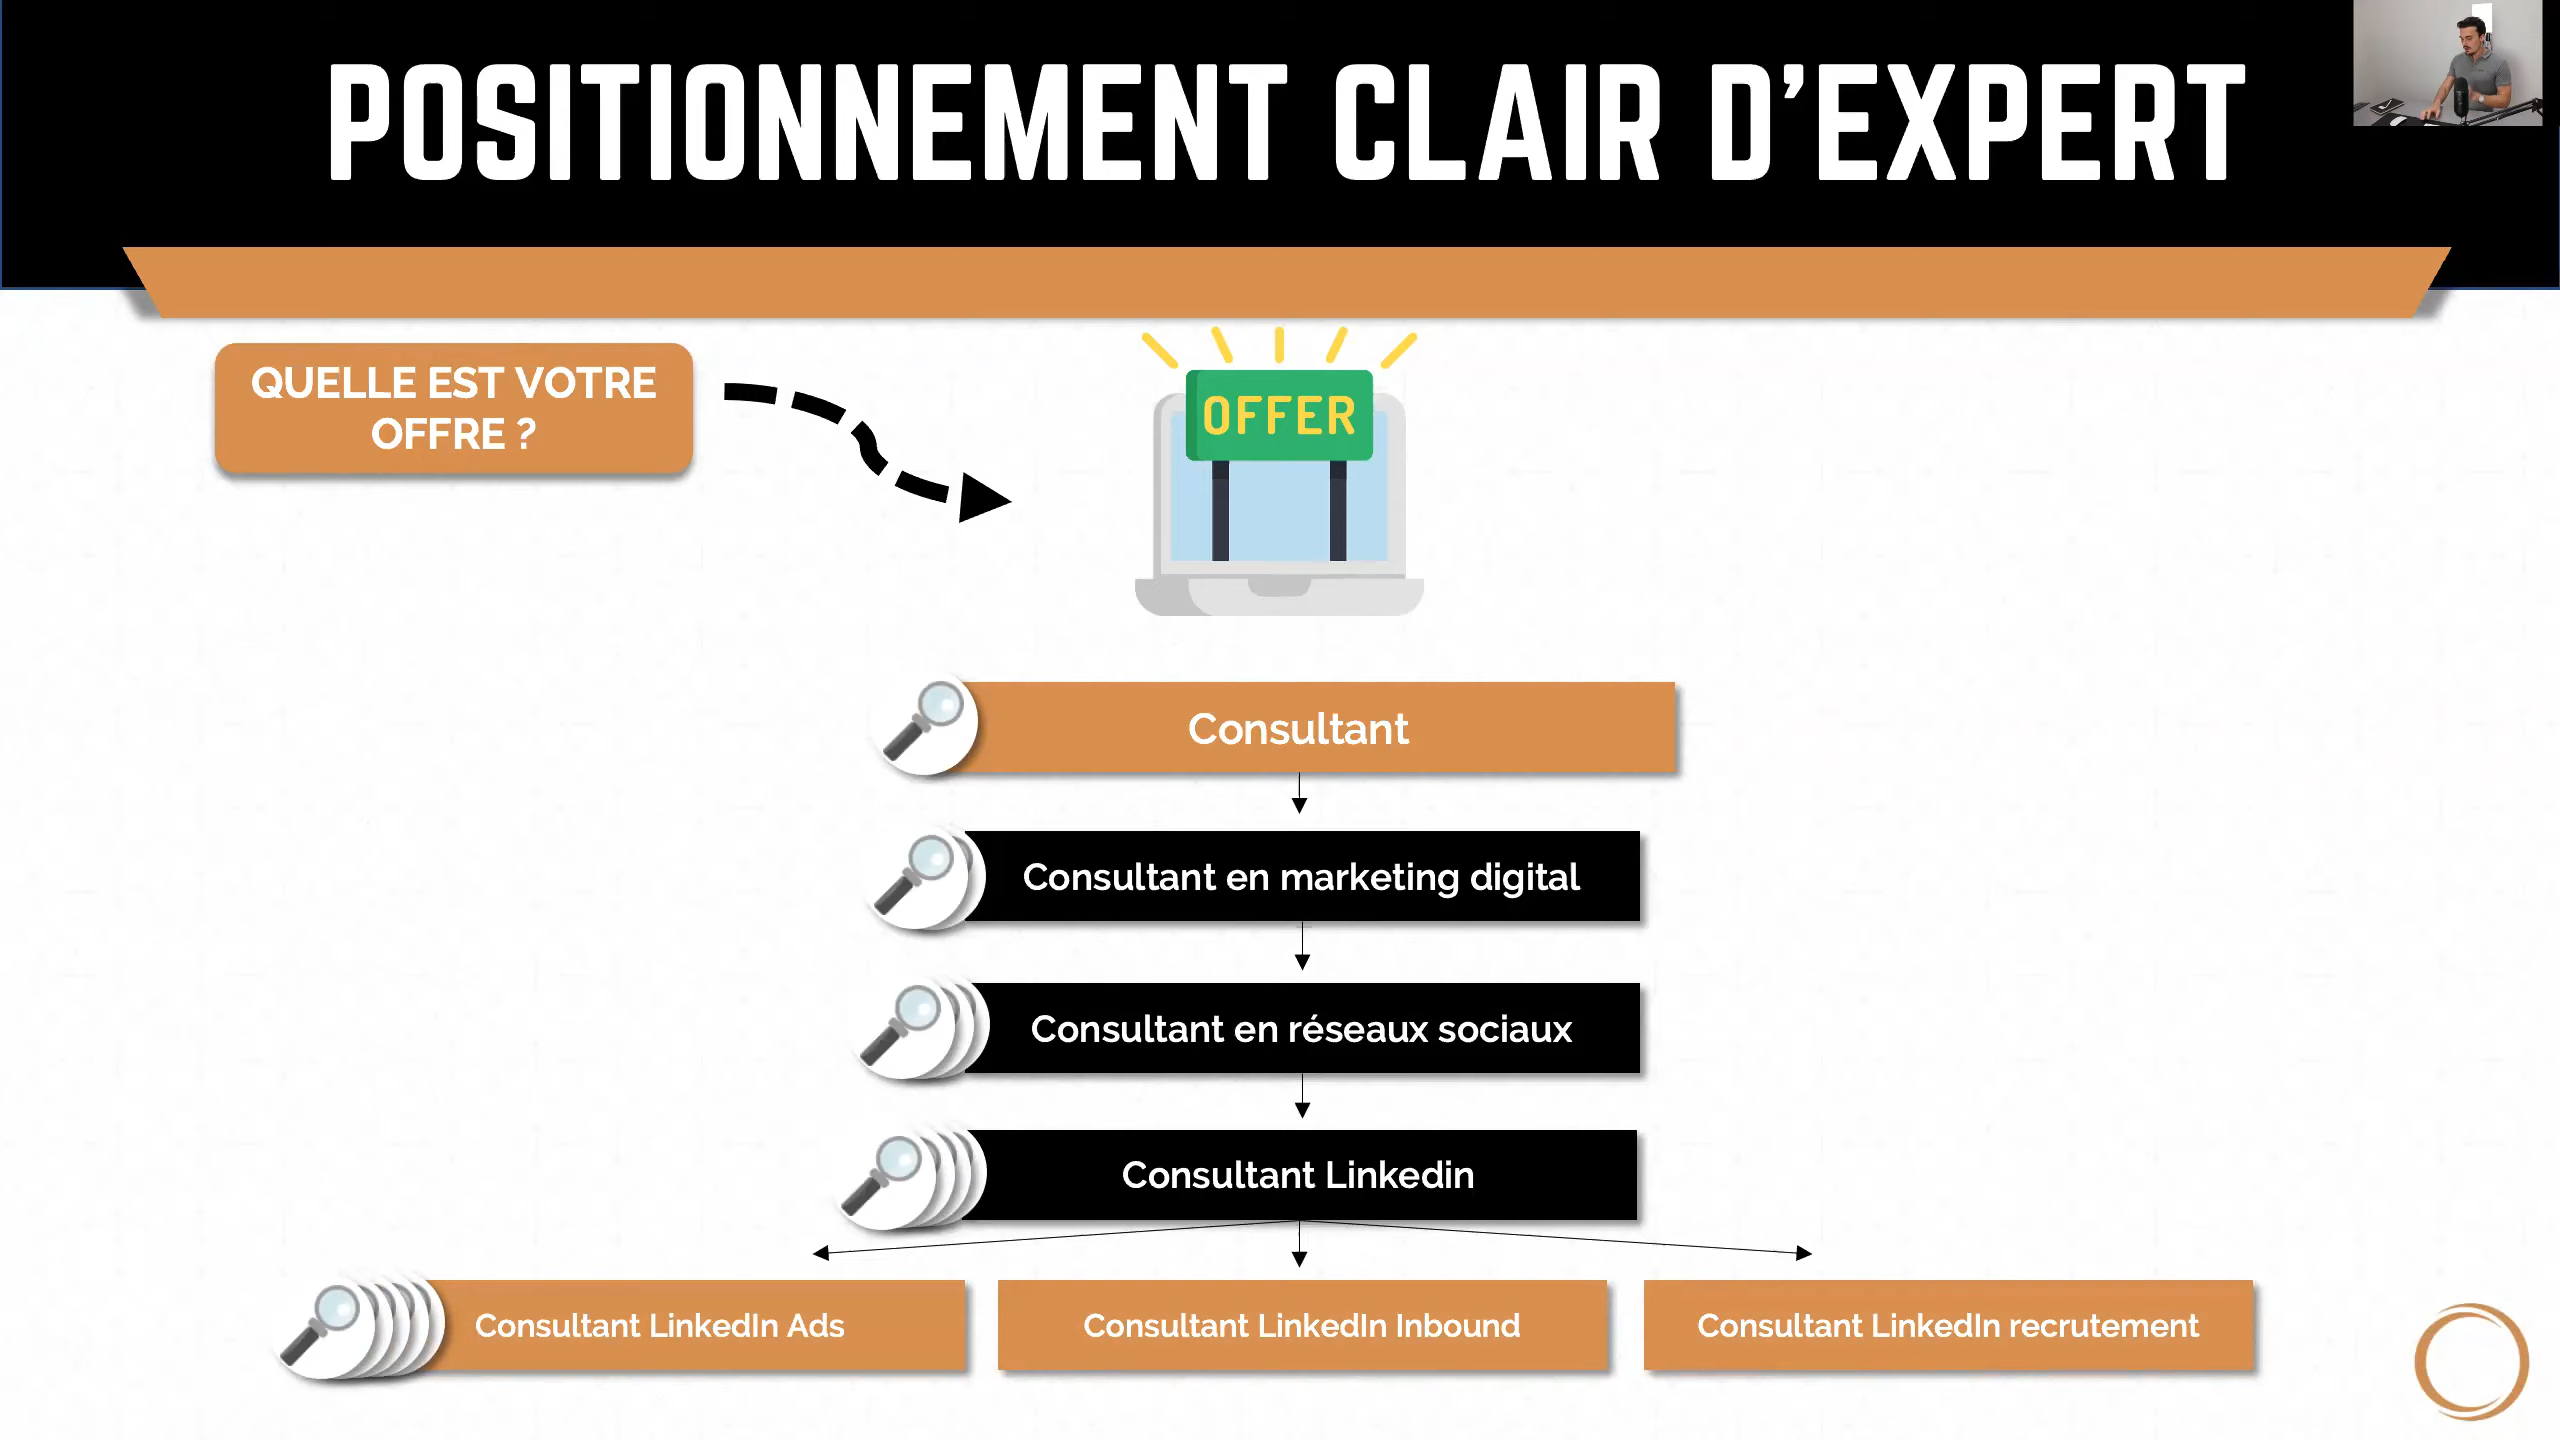 POSITIONNEMENT CLAIR D'EXPERT
QUELLE EST VOTRE
OFFRE ?
OFFER
Consultant
Consultant en marketing digital
Consultant en réseaux sociaux
Consultant Linkedin
Consultant LinkedIn Ads
Consultant LinkedIn Inbound
Consultant LinkedIn recrutement